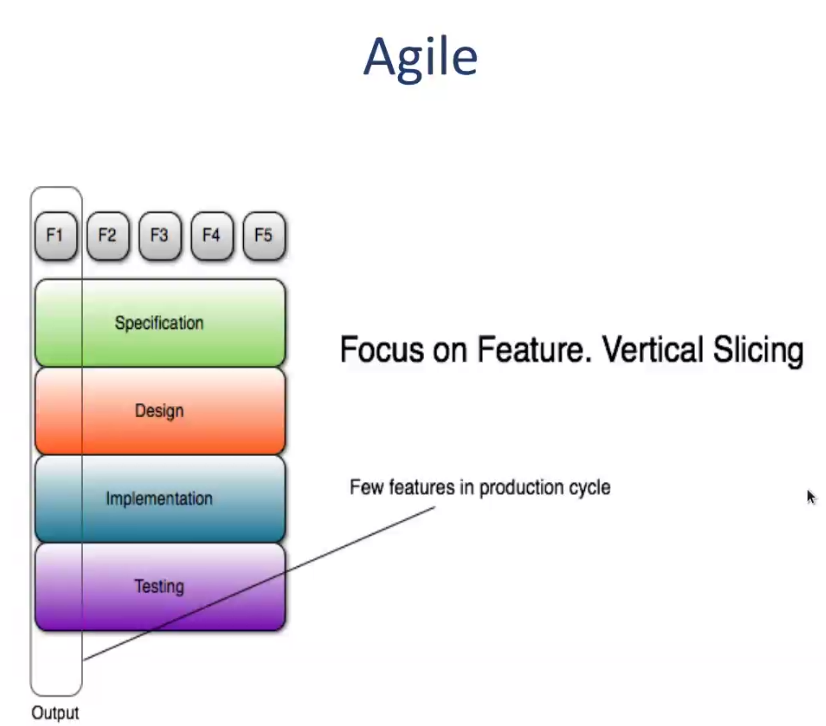 Agile
F1 F2 F3 F4 F5
Specification
Focus on Feature. Vertical Slicing
Design
Few features in production cycle
Implementation
Testing
Output